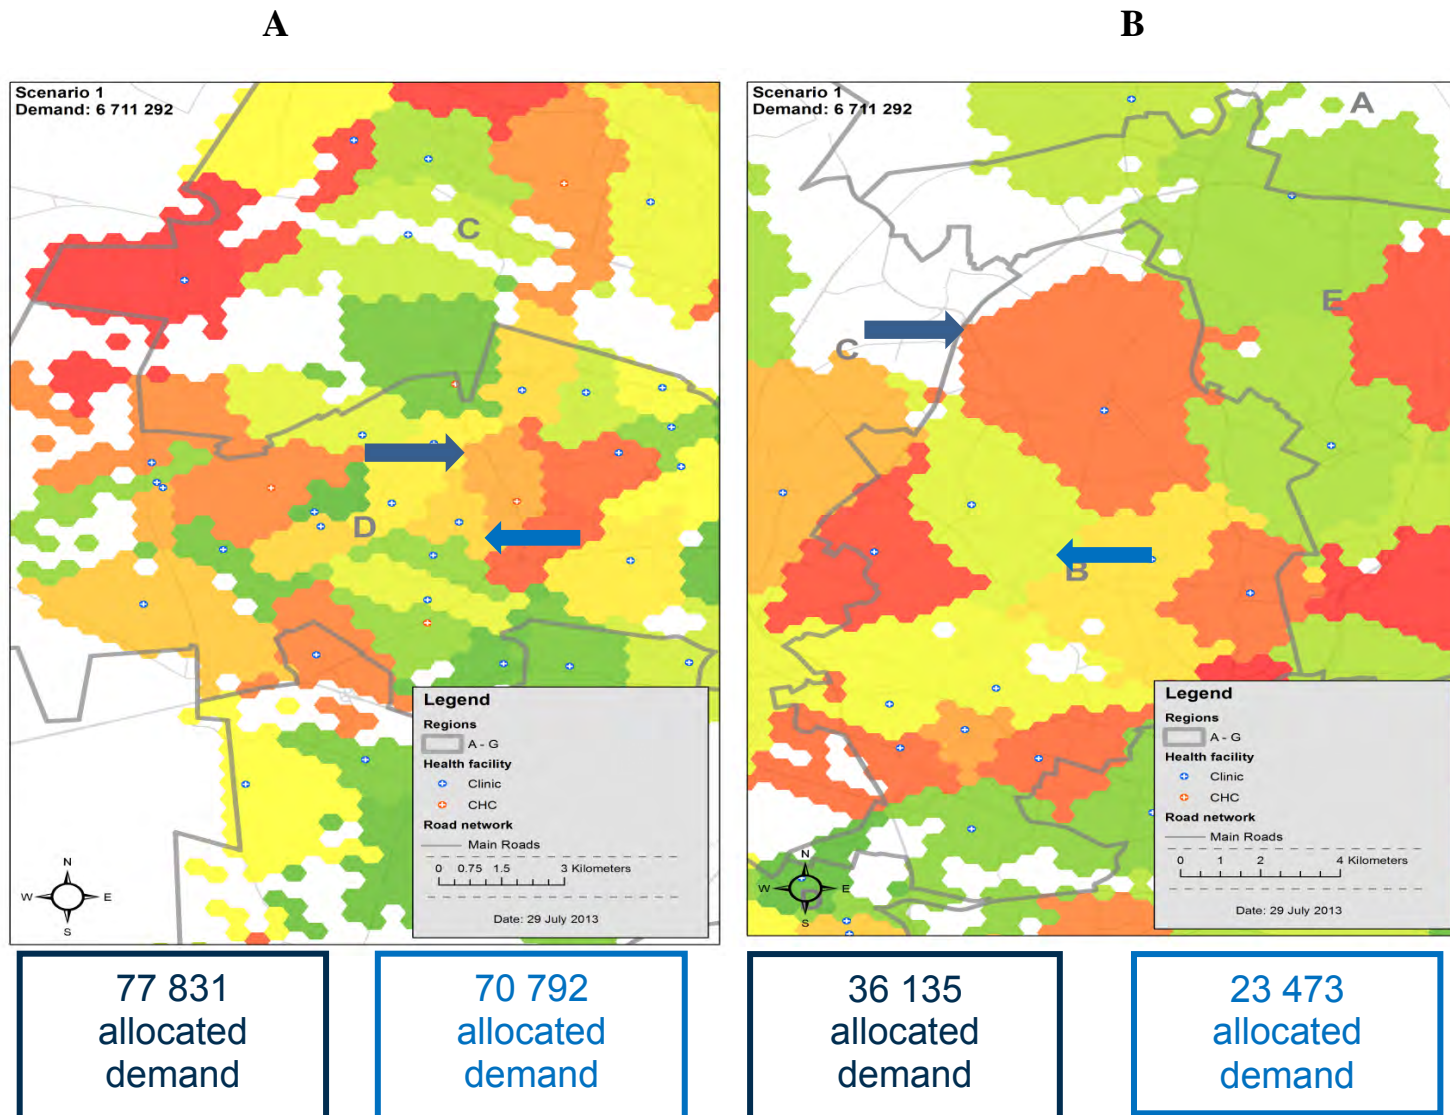 A
B
Scenario 1
Demand: 6 711 292
C
D
Legend
Regions
A - G
Health facility
Clinic
CHC
Road network
Main Roads
0 0.75 1.5 3 Kilometers
Date: 29 July 2013
N
W E
S
Scenario 1
Demand: 6 711 292
A
E
C
B
Legend
Regions
A - G
Health facility
Clinic
CHC
Road network
Main Roads
0 1 2 4 Kilometers
Date: 29 July 2013
N
W E
S
77 831
allocated
demand
70 792
allocated
demand
36 135
allocated
demand
23 473
allocated
demand